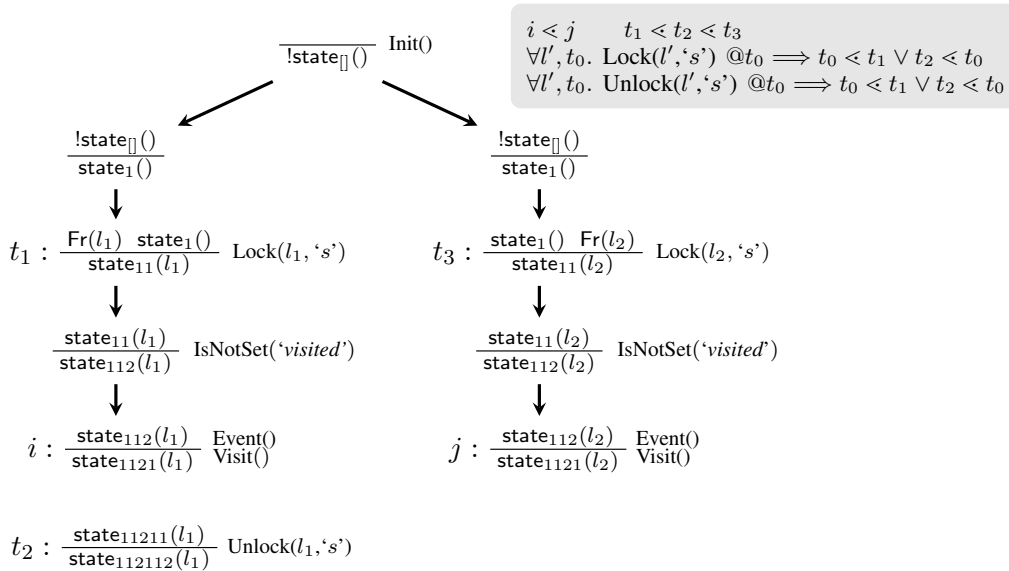 !state[]() Init()
i ⋖ j t1 ⋖ t2 ⋖ t3
∀l′, t0. Lock(l′,‘s’) @t0 ⟹ t0 ⋖ t1 ∨ t2 ⋖ t0
∀l′, t0. Unlock(l′,‘s’) @t0 ⟹ t0 ⋖ t1 ∨ t2 ⋖ t0
!state[]()
state1()
!state[]()
state1()
t1 : Fr(l1) state1() Lock(l1, ‘s’)
state11(l1)
t3 : state1() Fr(l2) Lock(l2, ‘s’)
state11(l2)
state11(l1) IsNotSet(‘visited’)
state112(l1)
state11(l2) IsNotSet(‘visited’)
state112(l2)
i : state112(l1) Event()
state1121(l1) Visit()
j : state112(l2) Event()
state1121(l2) Visit()
t2 : state11211(l1) Unlock(l1,‘s’)
state112112(l1)